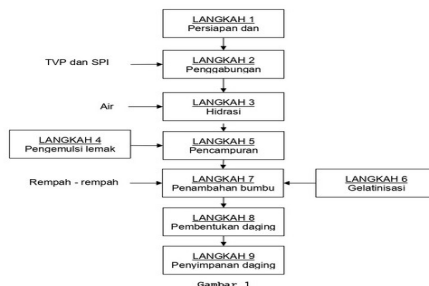 LANGKAH 1
Persiapan dan
TVP dan SPI
LANGKAH 2
Penggabungan
Air
LANGKAH 3
Hidrasi
LANGKAH 4
Pengemulsi lemak
LANGKAH 5
Pencampuran
Rempah - rempah
LANGKAH 7
Penambahan bumbu
LANGKAH 6
Gelatinisasi
LANGKAH 8
Pembentukan daging
LANGKAH 9
Penyimpanan daging
Gambar 1